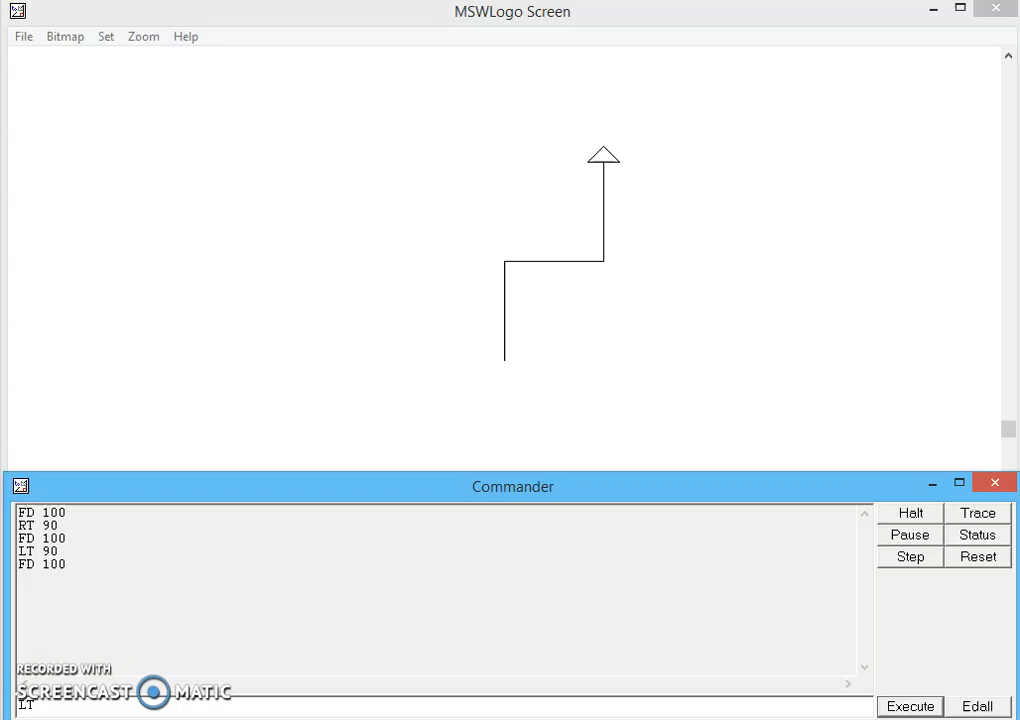 MSWLogo Screen
File Bitmap Set Zoom Help
Commander
FD 100
RT 90
FD 100
LT 90
FD 100
Halt Trace
Pause Status
Step Reset
RECORDED WITH
SCREENCAST MATIC
LT
Execute Edall